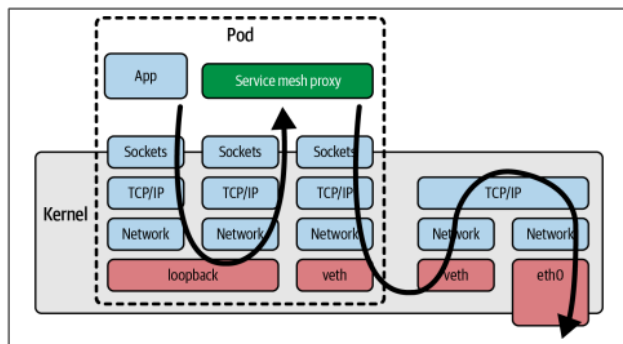 Pod
App
Service mesh proxy
Sockets Sockets Sockets
TCP/IP TCP/IP TCP/IP TCP/IP
Kernel
Network Network Network Network Network
loopback veth veth eth0